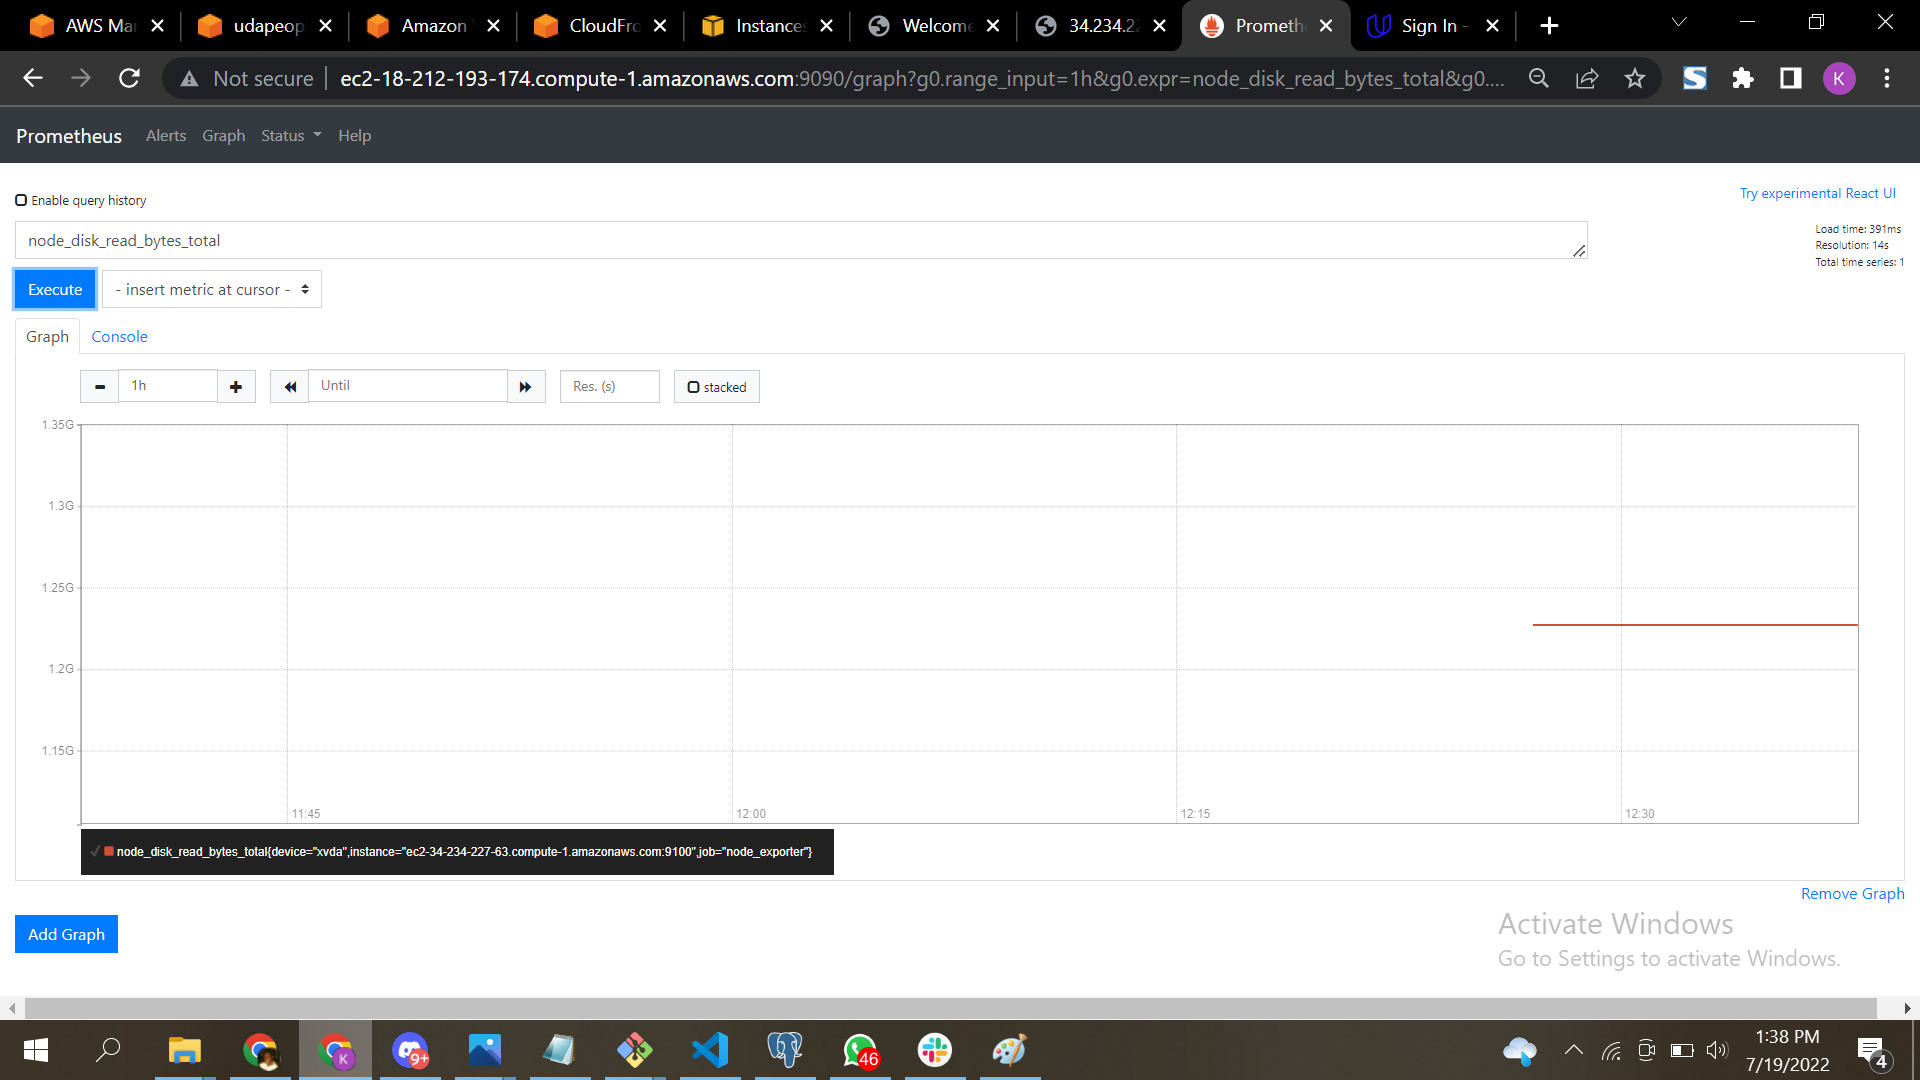 AWS Mar
udapeop
Amazon
CloudFro
Instances
Welcome
34.234.22
Prometh
Sign In -
Not secure
ec2-18-212-193-174.compute-1.amazonaws.com:9090/graph?g0.range_input=1h&g0.expr=node_disk_read_bytes_total&g0....
K
Prometheus
Alerts
Graph
Status
Help
Enable query history
Try experimental React UI
node_disk_read_bytes_total
Load time: 391ms
Resolution: 14s
Total time series: 1
Execute
- insert metric at cursor -
Graph
Console
1h
Until
Res. (s)
stacked
1.35G
1.3G
1.25G
1.2G
1.15G
11:45
12:00
12:15
12:30
node_disk_read_bytes_total{device="xvda",instance="ec2-34-234-227-63.compute-1.amazonaws.com:9100",job="node_exporter"}
Remove Graph
Add Graph
Activate Windows
Go to Settings to activate Windows.
K
9+
46
1:38 PM
7/19/2022
4